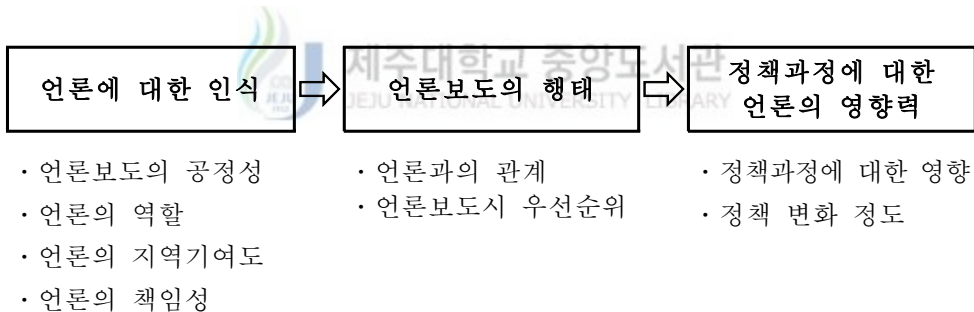 제주대학교 중앙도서관
JEJU NATIONAL UNIVERSITY LIBRARY
언론에 대한 인식
언론보도의 행태
정책과정에 대한
언론의 영향력
· 언론보도의 공정성
· 언론의 역할
· 언론의 지역기여도
· 언론의 책임성
· 언론과의 관계
· 언론보도시 우선순위
· 정책과정에 대한 영향
· 정책 변화 정도